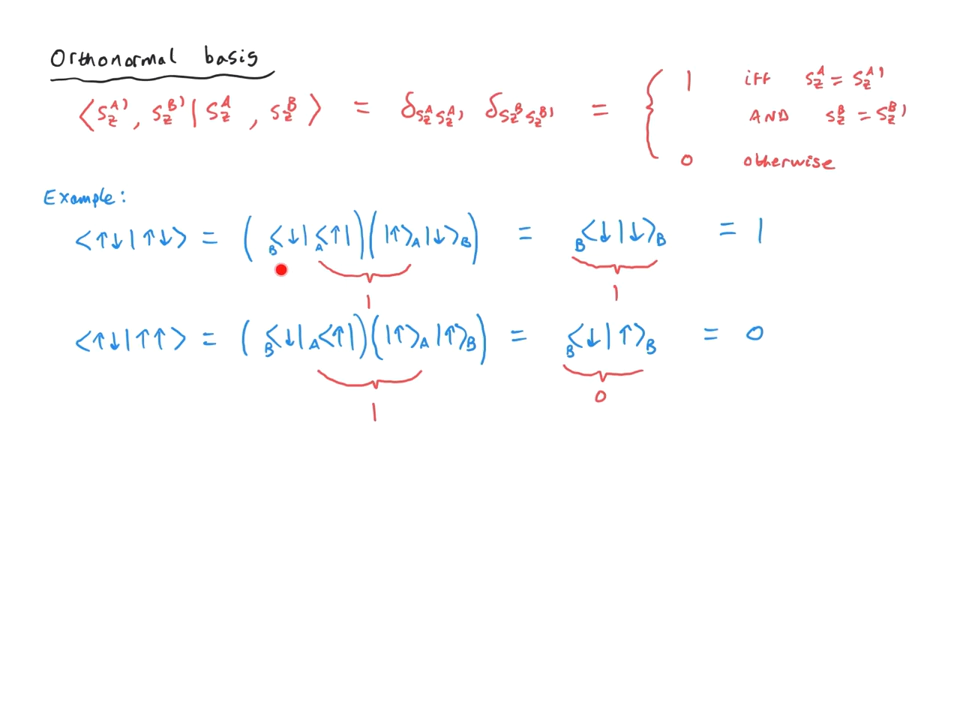 Orthonormal basis
⟨S_z^A', S_z^B' | S_z^A , S_z^B ⟩ = δ_{S_z^A S_z^A'} δ_{S_z^B S_z^B'} = { 1 iff S_z^A = S_z^A'
AND S_z^B = S_z^B'
0 otherwise
Example:
<↑↓|↑↓> = ( _B<↓| _A<↑| ) ( |↑>_A |↓>_B ) = _B<↓|↓>_B = 1
1 1
<↑↓|↑↑> = ( _B<↓| _A<↑| ) ( |↑>_A |↑>_B ) = _B<↓|↑>_B = 0
1 0